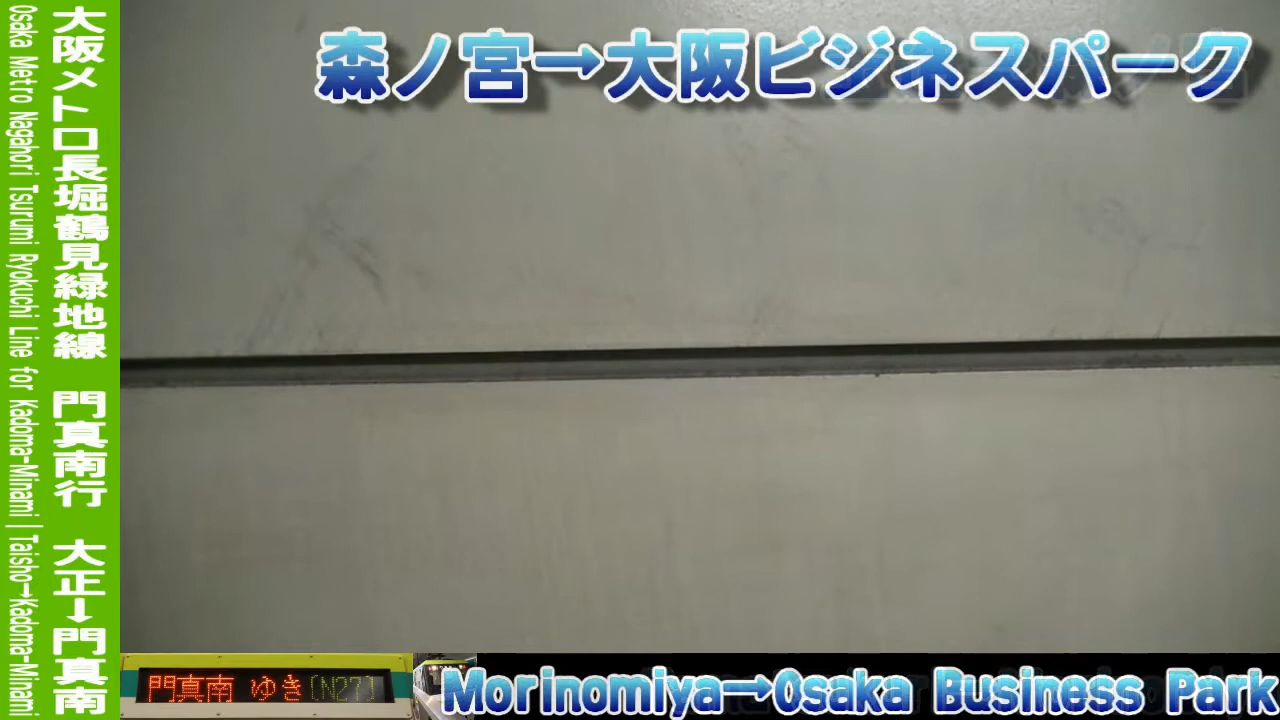 大阪メトロ長堀鶴見緑地線 門真南行 大正→門真南
Osaka Metro Nagahori Tsurumi Ryokuchi Line for Kadoma-Minami | Taisho→Kadoma-Minami
森ノ宮→大阪ビジネスパーク
門真南 ゆき(N27)
Morinomiya→Osaka Business Park